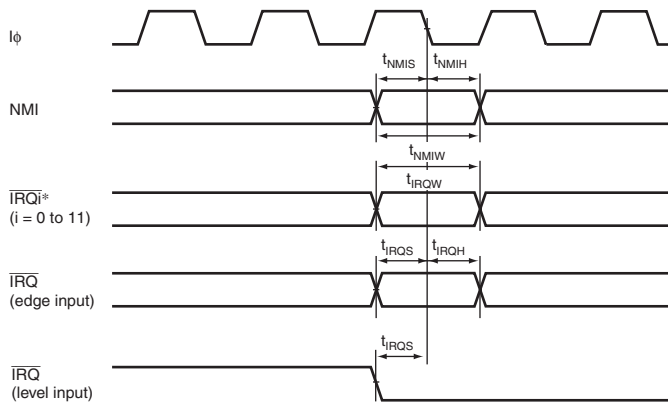 Iϕ
tNMIS tNMIH
NMI
tNMIW
IRQi*
(i = 0 to 11)
tIRQW
tIRQS tIRQH
IRQ
(edge input)
tIRQS
IRQ
(level input)